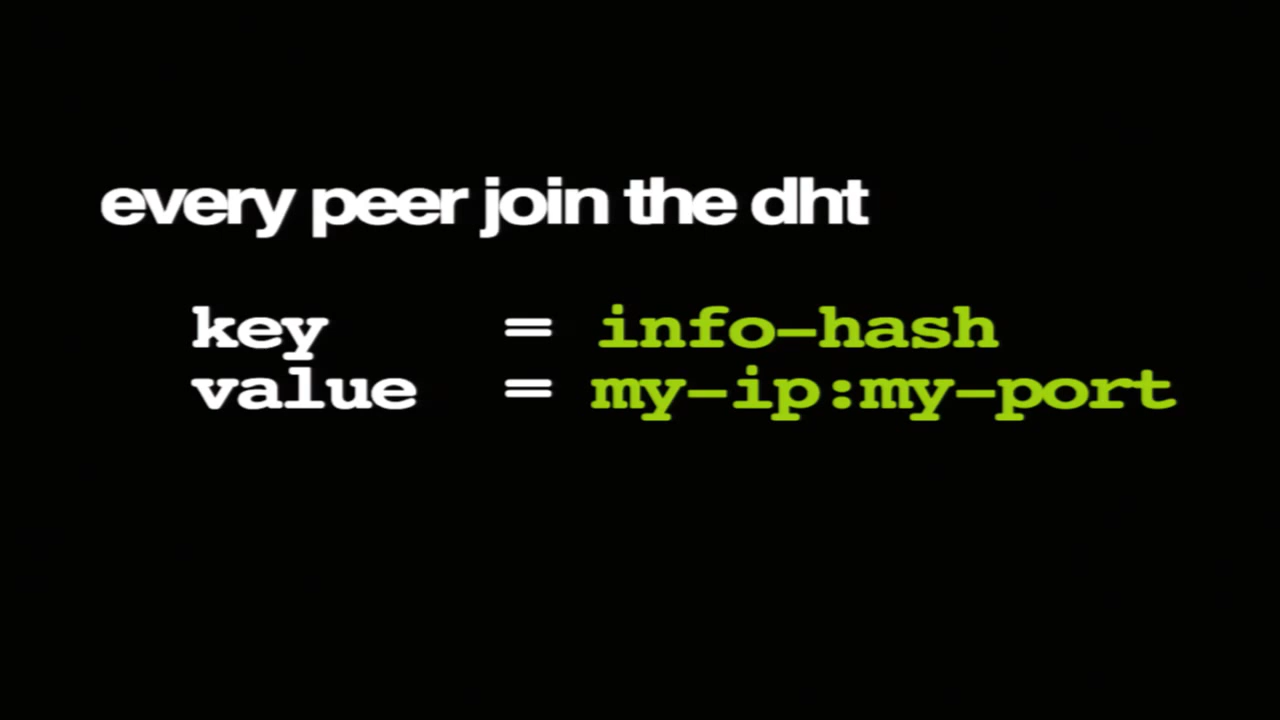 every peer join the dht
key = info-hash
value = my-ip:my-port